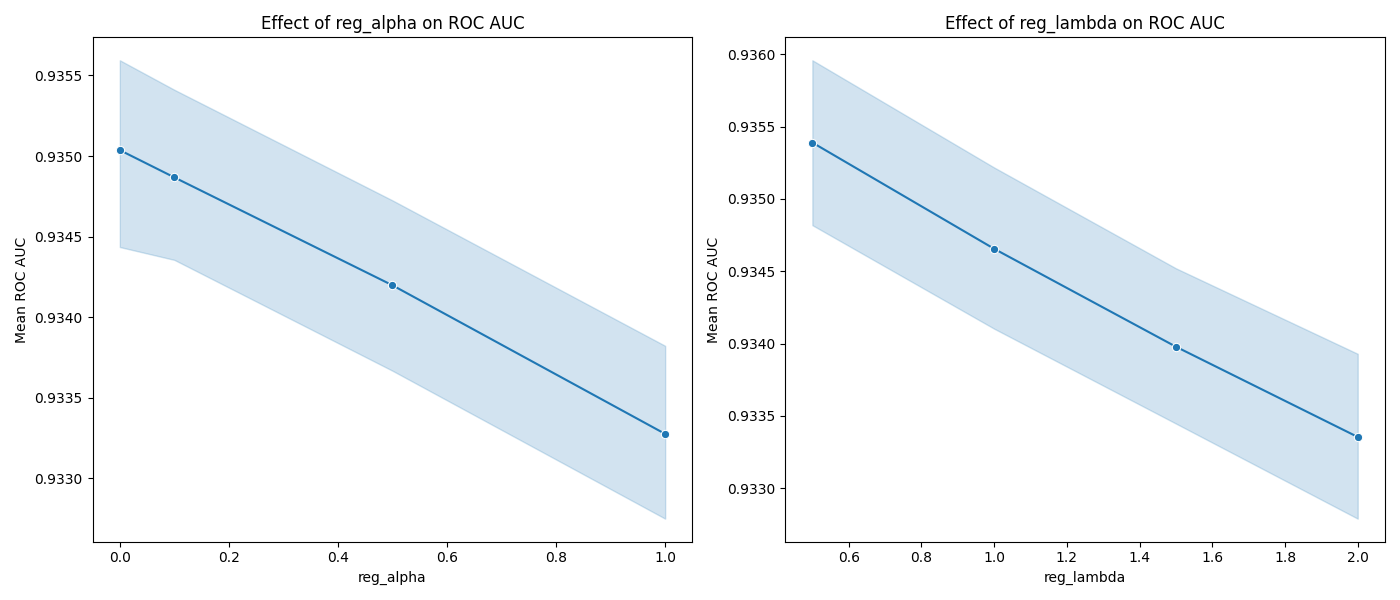 Effect of reg_alpha on ROC AUC
Mean ROC AUC
0.9355
0.9350
0.9345
0.9340
0.9335
0.9330
0.0 0.2 0.4 0.6 0.8 1.0
reg_alpha
Effect of reg_lambda on ROC AUC
Mean ROC AUC
0.9360
0.9355
0.9350
0.9345
0.9340
0.9335
0.9330
0.6 0.8 1.0 1.2 1.4 1.6 1.8 2.0
reg_lambda